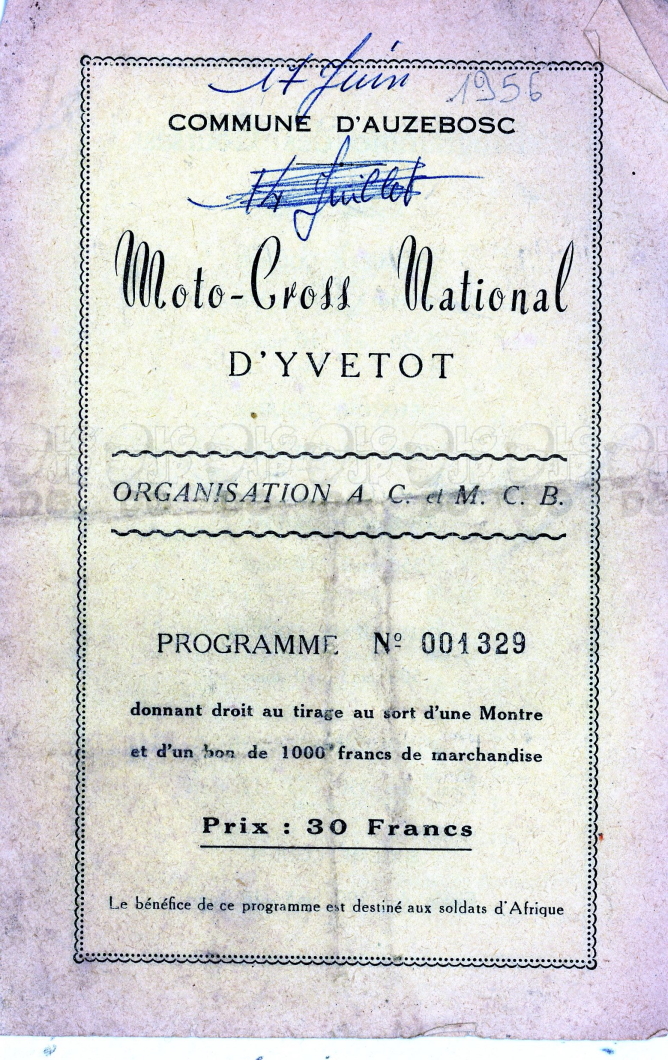 17 Juin 1956
COMMUNE D'AUZEBOSC
14 Juillet
Moto-Cross National
D'YVETOT
ORGANISATION A. C. et M. C. B.
PROGRAMME Nº 001329
donnant droit au tirage au sort d'une Montre
et d'un bon de 1000 francs de marchandise
Prix : 30 Francs
Le bénéfice de ce programme est destiné aux soldats d'Afrique